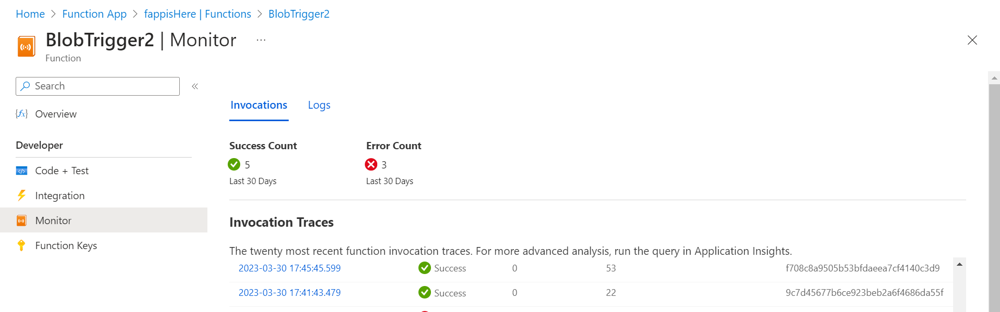 Home > Function App > fappisHere | Functions > BlobTrigger2
BlobTrigger2 | Monitor ...
Function
Search «
Overview
Developer
Code + Test
Integration
Monitor
Function Keys
Invocations Logs
Success Count Error Count
5 3
Last 30 Days Last 30 Days
Invocation Traces
The twenty most recent function invocation traces. For more advanced analysis, run the query in Application Insights.
2023-03-30 17:45:45.599 Success 0 53 f708c8a9505b53bfdaeea7cf4140c3d9
2023-03-30 17:41:43.479 Success 0 22 9c7d45677b6ce923beb2a6f4686da55f